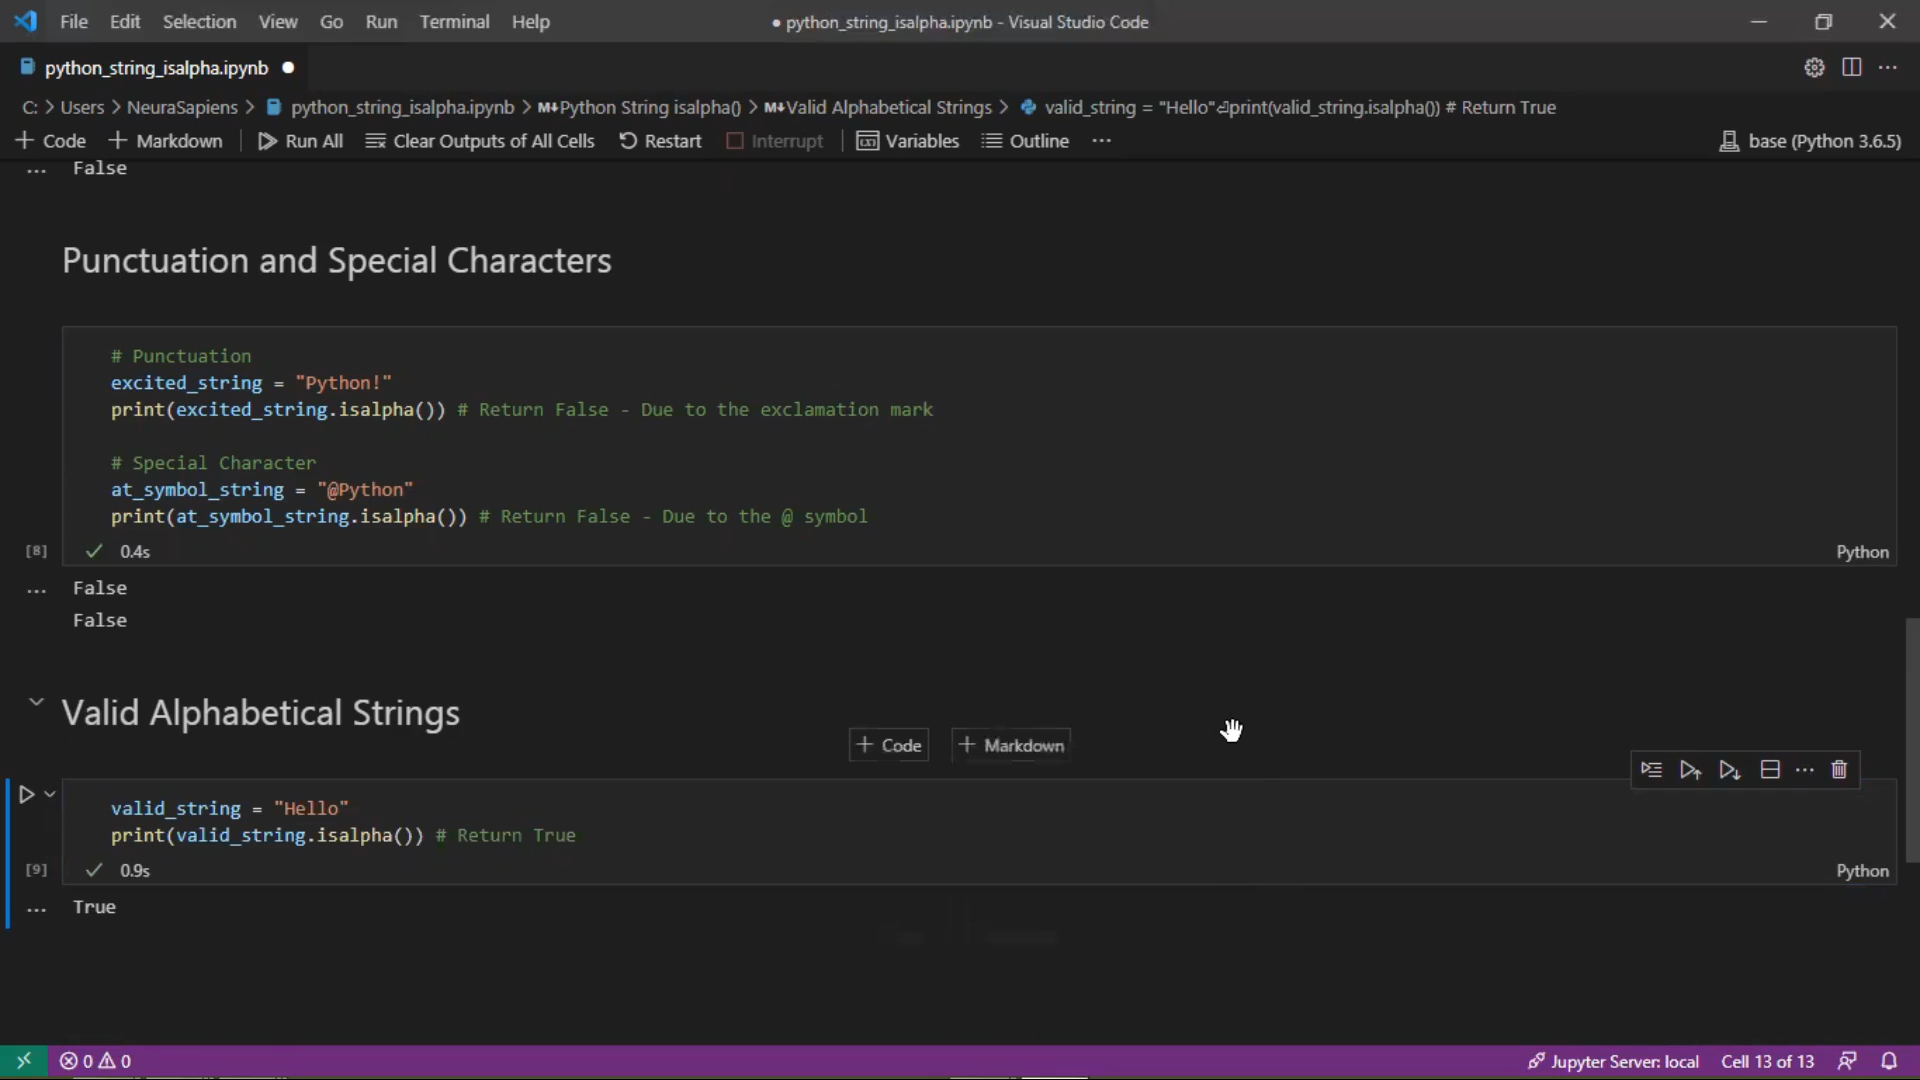 File Edit Selection View Go Run Terminal Help ● python_string_isalpha.ipynb - Visual Studio Code
python_string_isalpha.ipynb ●
C: > Users > NeuraSapiens > python_string_isalpha.ipynb > M↓Python String isalpha() > M↓Valid Alphabetical Strings > valid_string = "Hello"⏎print(valid_string.isalpha()) # Return True
+ Code + Markdown Run All Clear Outputs of All Cells Restart Interrupt Variables Outline ... base (Python 3.6.5)
... False
Punctuation and Special Characters
# Punctuation
excited_string = "Python!"
print(excited_string.isalpha()) # Return False - Due to the exclamation mark
# Special Character
at_symbol_string = "@Python"
print(at_symbol_string.isalpha()) # Return False - Due to the @ symbol
[8] ✓ 0.4s Python
... False
False
Valid Alphabetical Strings
+ Code + Markdown
valid_string = "Hello"
print(valid_string.isalpha()) # Return True
[9] ✓ 0.9s Python
... True
0 0 Jupyter Server: local Cell 13 of 13